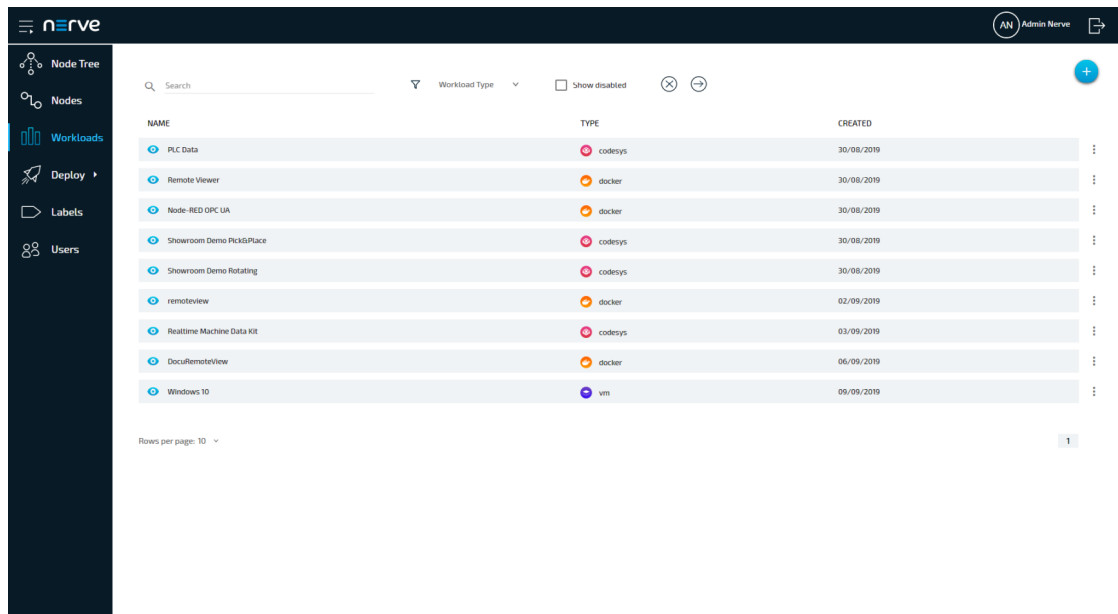 nerve
AN Admin Nerve
Node Tree
Nodes
Workloads
Deploy
Labels
Users
Search
Workload Type
Show disabled
NAME TYPE CREATED
PLC Data codesys 30/08/2019
Remote Viewer docker 30/08/2019
Node-RED OPC UA docker 30/08/2019
Showroom Demo Pick&Place codesys 30/08/2019
Showroom Demo Rotating codesys 30/08/2019
remoteview docker 02/09/2019
Realtime Machine Data Kit codesys 03/09/2019
DocuRemoteView docker 06/09/2019
Windows 10 vm 09/09/2019
Rows per page: 10 1